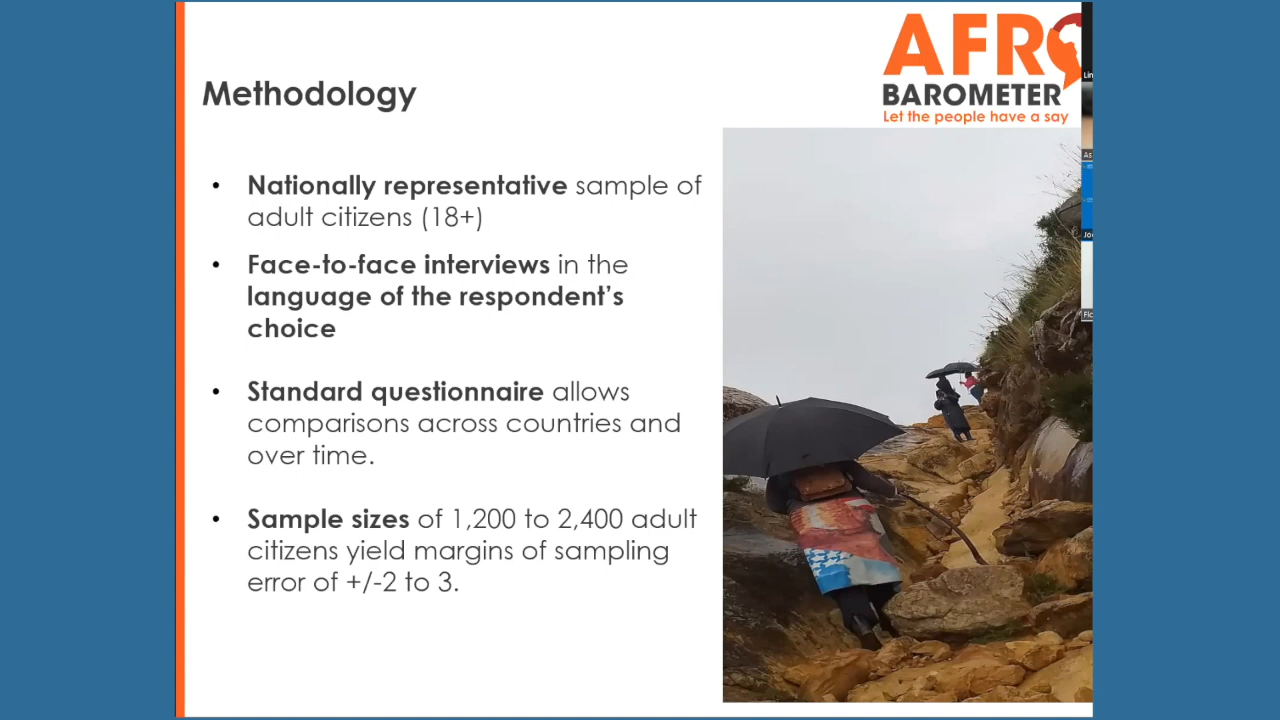 AFRO
BAROMETER
Let the people have a say
Methodology
• Nationally representative sample of
adult citizens (18+)
• Face-to-face interviews in the
language of the respondent's
choice
• Standard questionnaire allows
comparisons across countries and
over time.
• Sample sizes of 1,200 to 2,400 adult
citizens yield margins of sampling
error of +/-2 to 3.